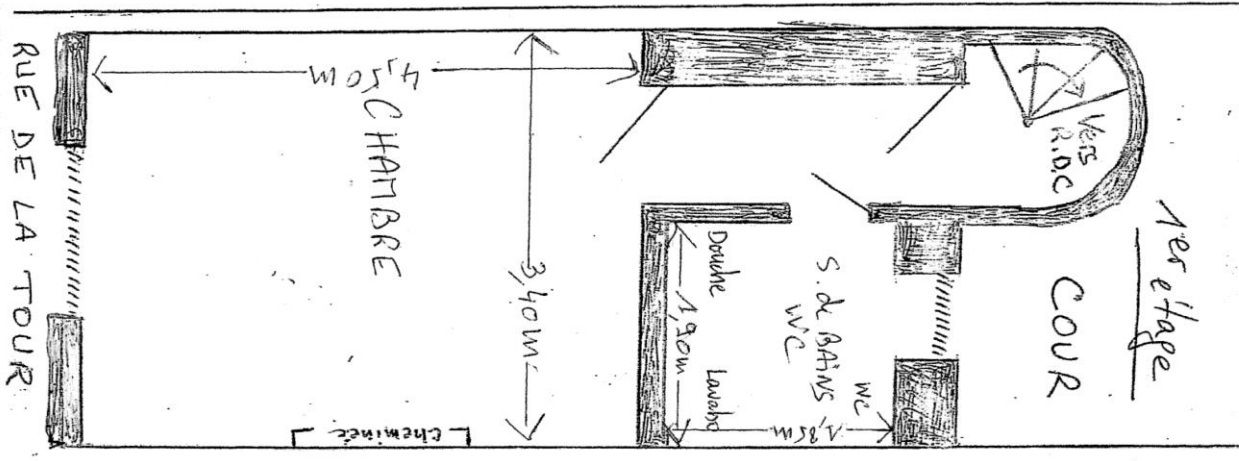 RUE DE LA TOUR
4,50m
CHAMBRE
3,40m
Cheminée
Douche
1,90m
Lavabo
S. de BAINS
WC
WC
1,85m
Vers
R.D.C
COUR
1er étage